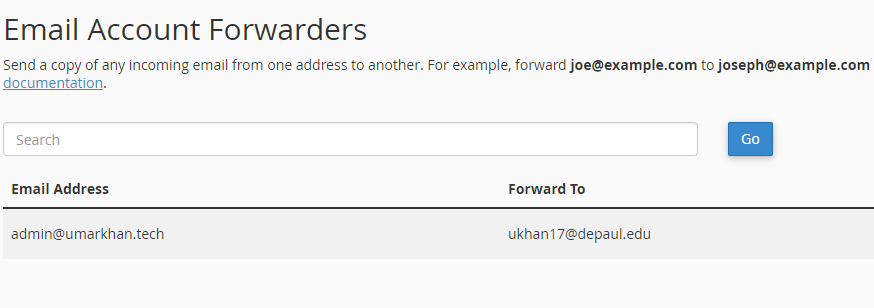 Email Account Forwarders
Send a copy of any incoming email from one address to another. For example, forward joe@example.com to joseph@example.com
documentation.
Search
Go
Email Address Forward To
admin@umarkhan.tech ukhan17@depaul.edu